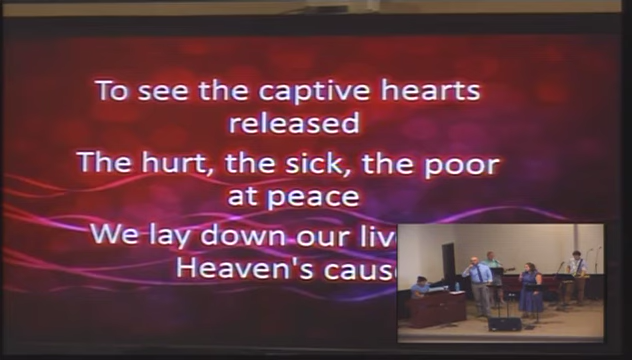 To see the captive hearts
released
The hurt, the sick, the poor
at peace
We lay down our
Heaven's